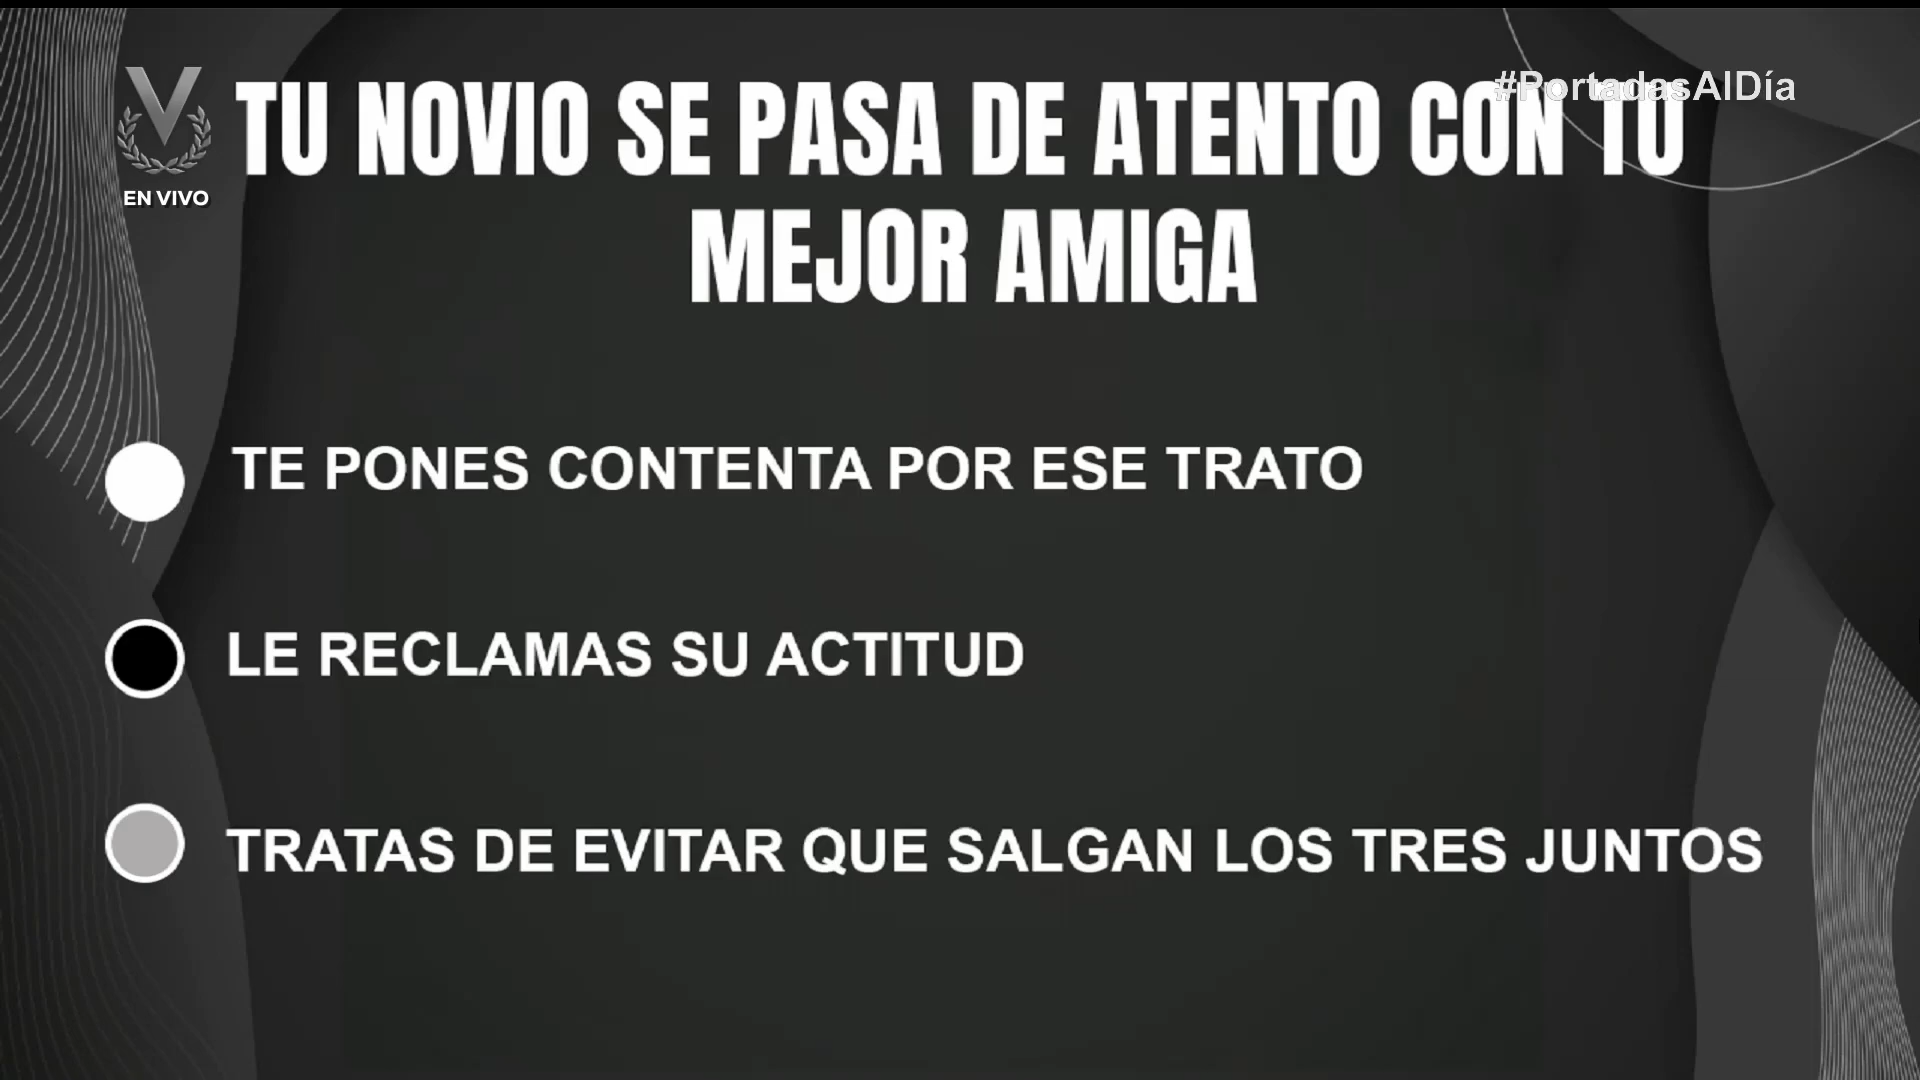 #PortadasAlDía
TU NOVIO SE PASA DE ATENTO CON TU
MEJOR AMIGA
EN VIVO
TE PONES CONTENTA POR ESE TRATO
LE RECLAMAS SU ACTITUD
TRATAS DE EVITAR QUE SALGAN LOS TRES JUNTOS